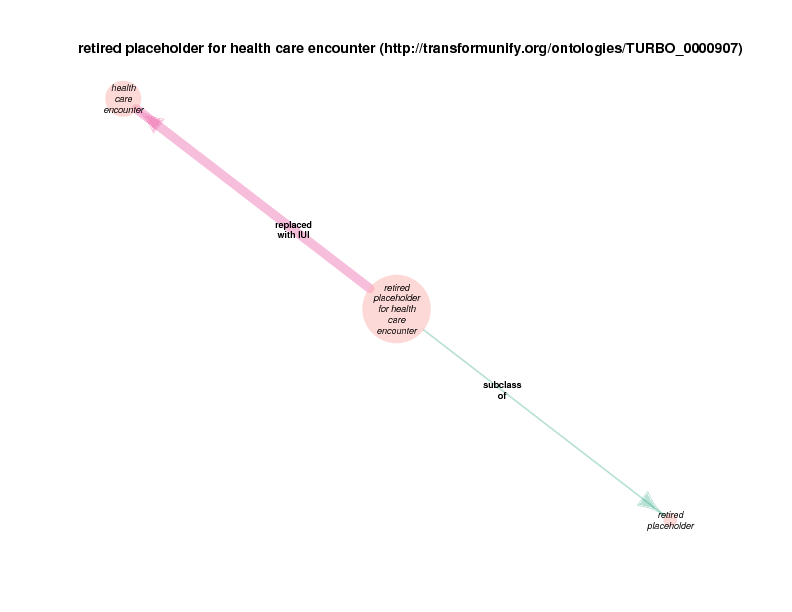 retired placeholder for health care encounter (http://transformunify.org/ontologies/TURBO_0000907)
health
care
encounter
replaced
with IUI
retired
placeholder
for health
care
encounter
subclass
of
retired
placeholder